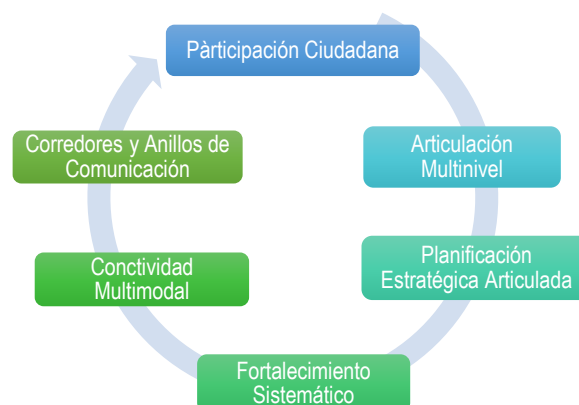 Pàrticipación Ciudadana
Articulación
Multinivel
Planificación
Estratégica Articulada
Fortalecimiento
Sistemático
Conctividad
Multimodal
Corredores y Anillos de
Comunicación